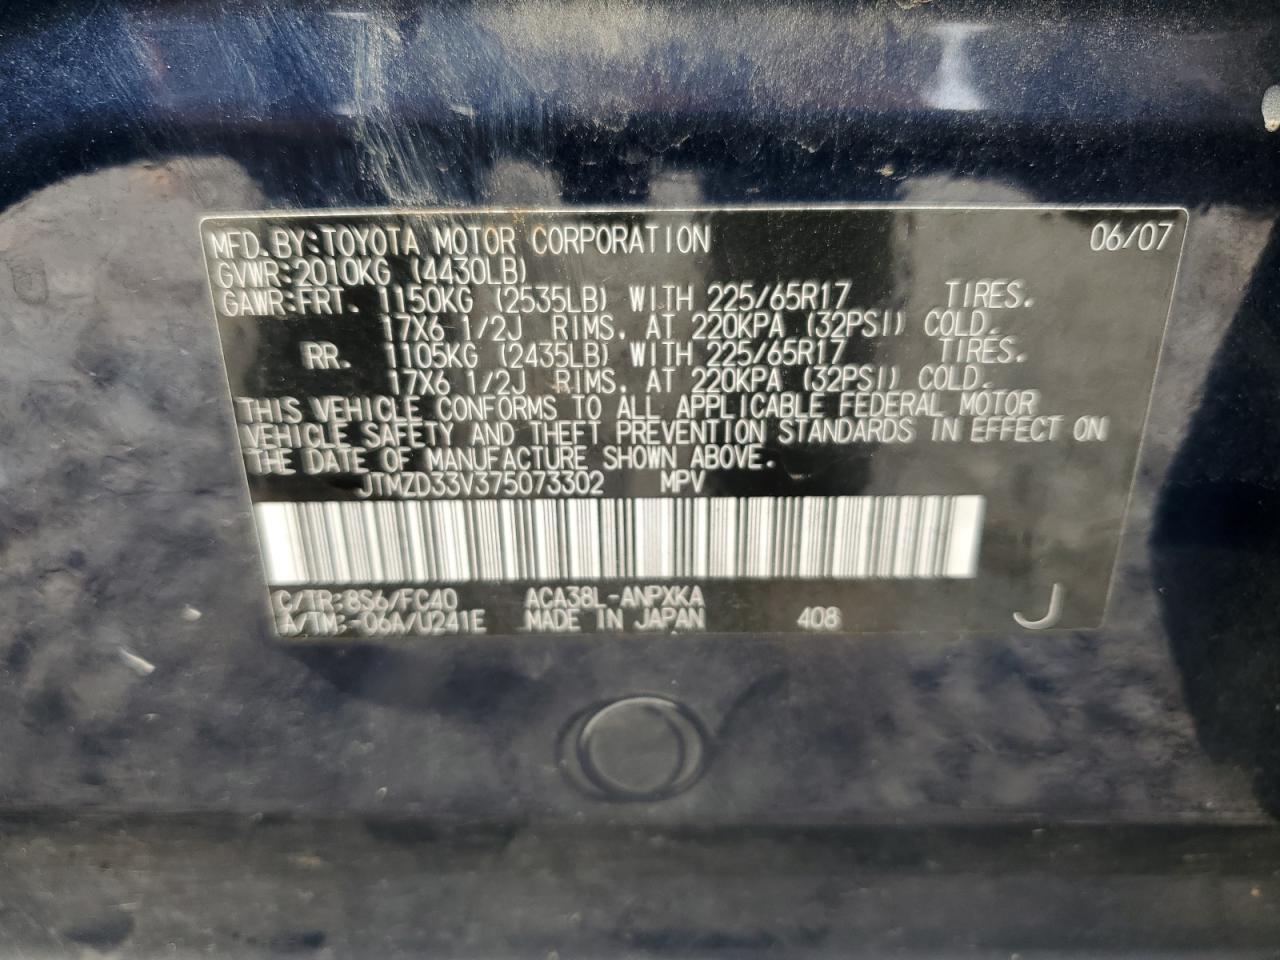 MFD. BY: TOYOTA MOTOR CORPORATION 06/07
GVWR: 2010KG (4430LB)
GAWR: FRT. 1150KG (2535LB) WITH 225/65R17 TIRES.
17X6 1/2J RIMS. AT 220KPA (32PSI) COLD.
RR. 1105KG (2435LB) WITH 225/65R17 TIRES.
17X6 1/2J RIMS. AT 220KPA (32PSI) COLD.
THIS VEHICLE CONFORMS TO ALL APPLICABLE FEDERAL MOTOR
VEHICLE SAFETY AND THEFT PREVENTION STANDARDS IN EFFECT ON
THE DATE OF MANUFACTURE SHOWN ABOVE.
JTMZD33V375073302 MPV
C/TR: 8S6/FC40 ACA38L-ANPXKA
A/TM: -06A/U241E MADE IN JAPAN 408 J